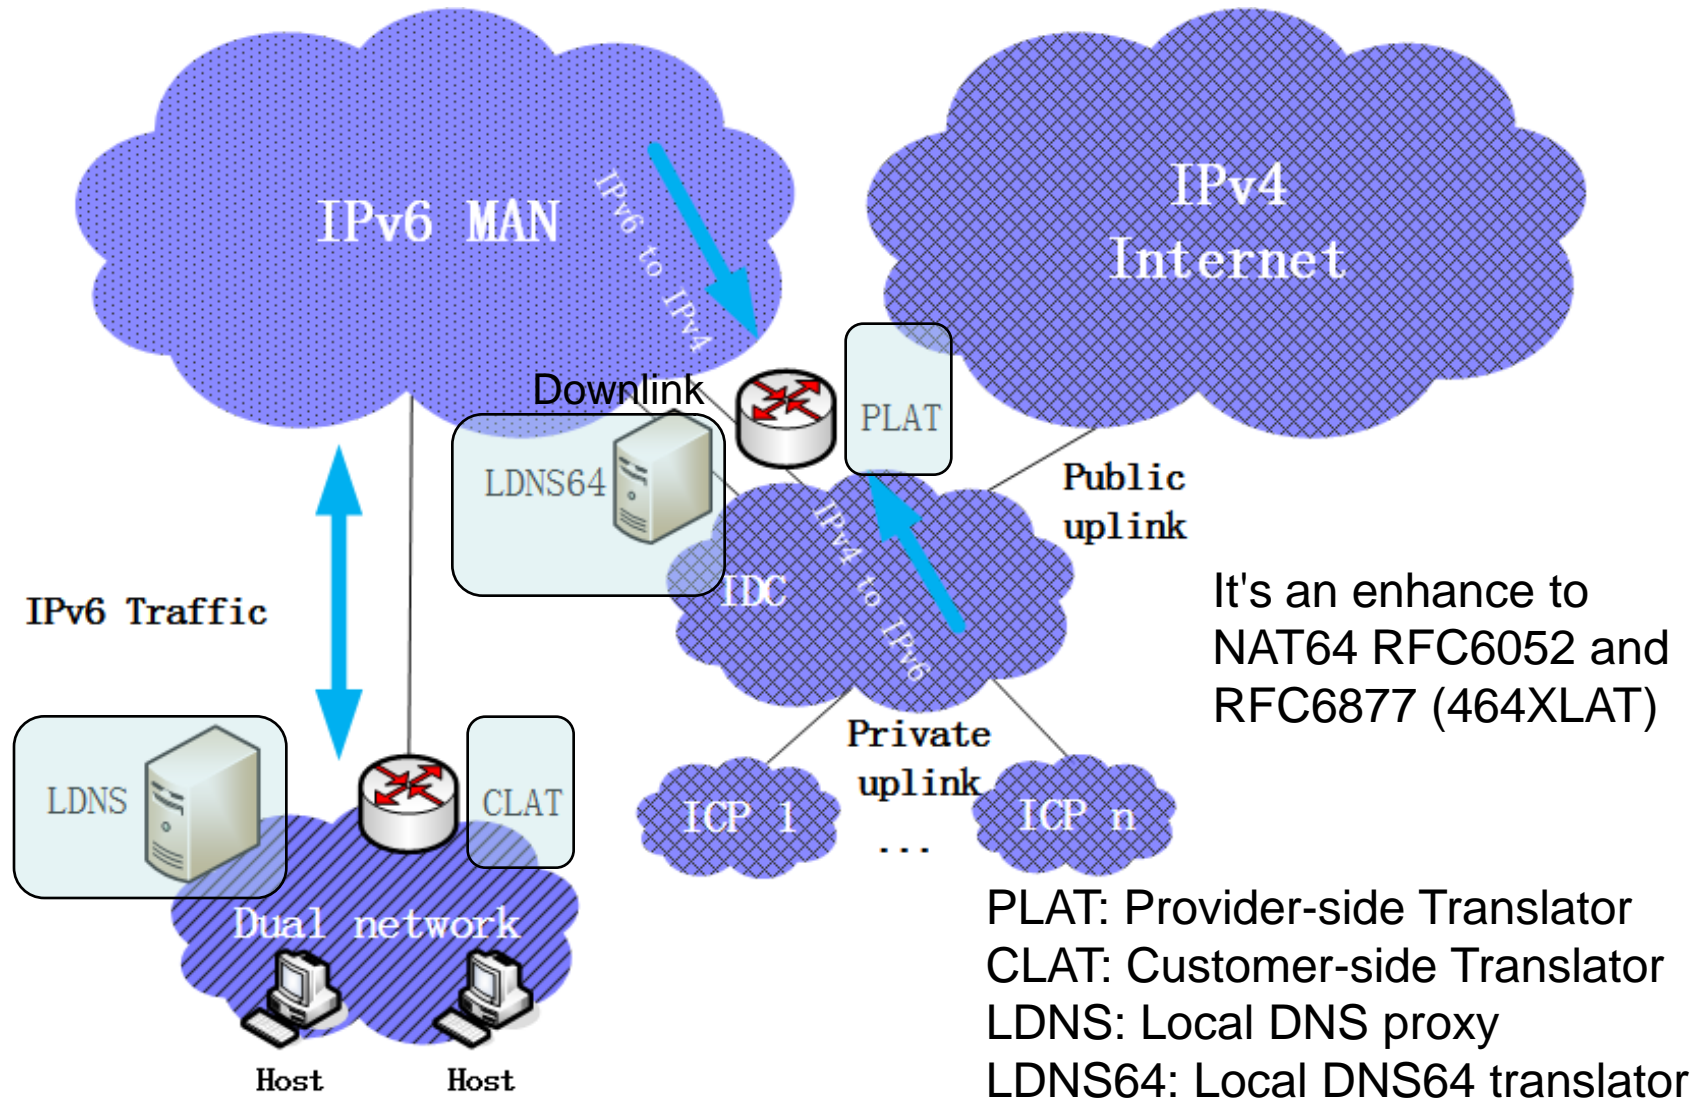 IPv6 MAN
IPv6 to IPv4
IPv4
Internet
Downlink
PLAT
LDNS64
Public
uplink
IPv4 to IPv6
IDC
IPv6 Traffic
It's an enhance to
NAT64 RFC6052 and
RFC6877 (464XLAT)
Private
uplink
LDNS
CLAT
ICP 1
...
ICP n
Dual network
Host
Host
PLAT: Provider-side Translator
CLAT: Customer-side Translator
LDNS: Local DNS proxy
LDNS64: Local DNS64 translator